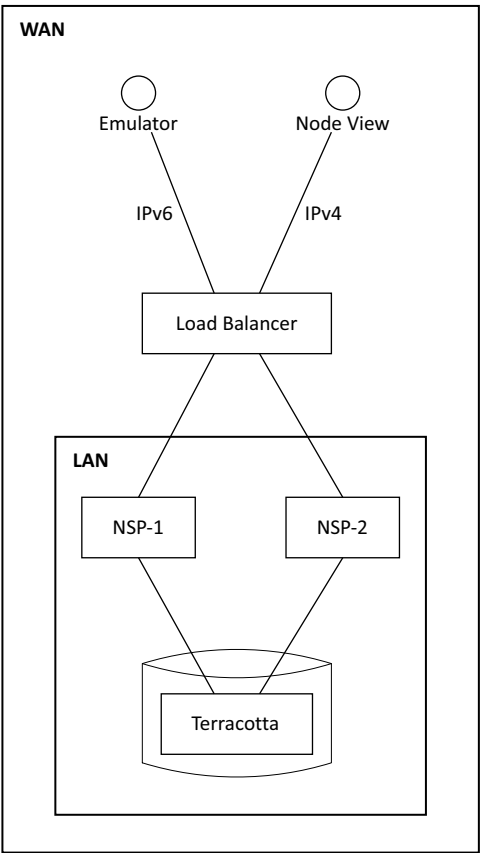 WAN
Emulator
Node View
IPv6
IPv4
Load Balancer
LAN
NSP-1
NSP-2
Terracotta